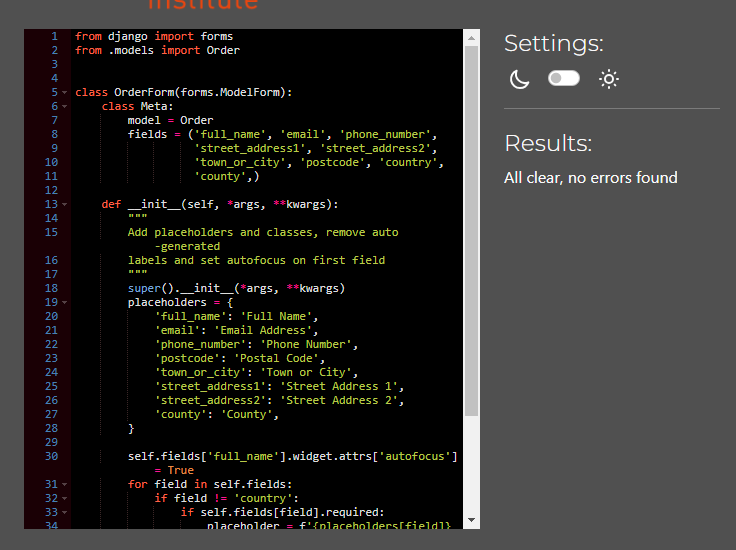 institute
Settings:
Results:
All clear, no errors found
1 from django import forms
2 from .models import Order
3
4
5 class OrderForm(forms.ModelForm):
6 class Meta:
7 model = Order
8 fields = ('full_name', 'email', 'phone_number',
9 'street_address1', 'street_address2',
10 'town_or_city', 'postcode', 'country',
11 'county',)
12
13 def __init__(self, *args, **kwargs):
14 """
15 Add placeholders and classes, remove auto
-generated
16 labels and set autofocus on first field
17 """
18 super().__init__(*args, **kwargs)
19 placeholders = {
20 'full_name': 'Full Name',
21 'email': 'Email Address',
22 'phone_number': 'Phone Number',
23 'postcode': 'Postal Code',
24 'town_or_city': 'Town or City',
25 'street_address1': 'Street Address 1',
26 'street_address2': 'Street Address 2',
27 'county': 'County',
28 }
29
30 self.fields['full_name'].widget.attrs['autofocus']
= True
31 for field in self.fields:
32 if field != 'country':
33 if self.fields[field].required:
34 placeholder = f'{placeholders[field]}